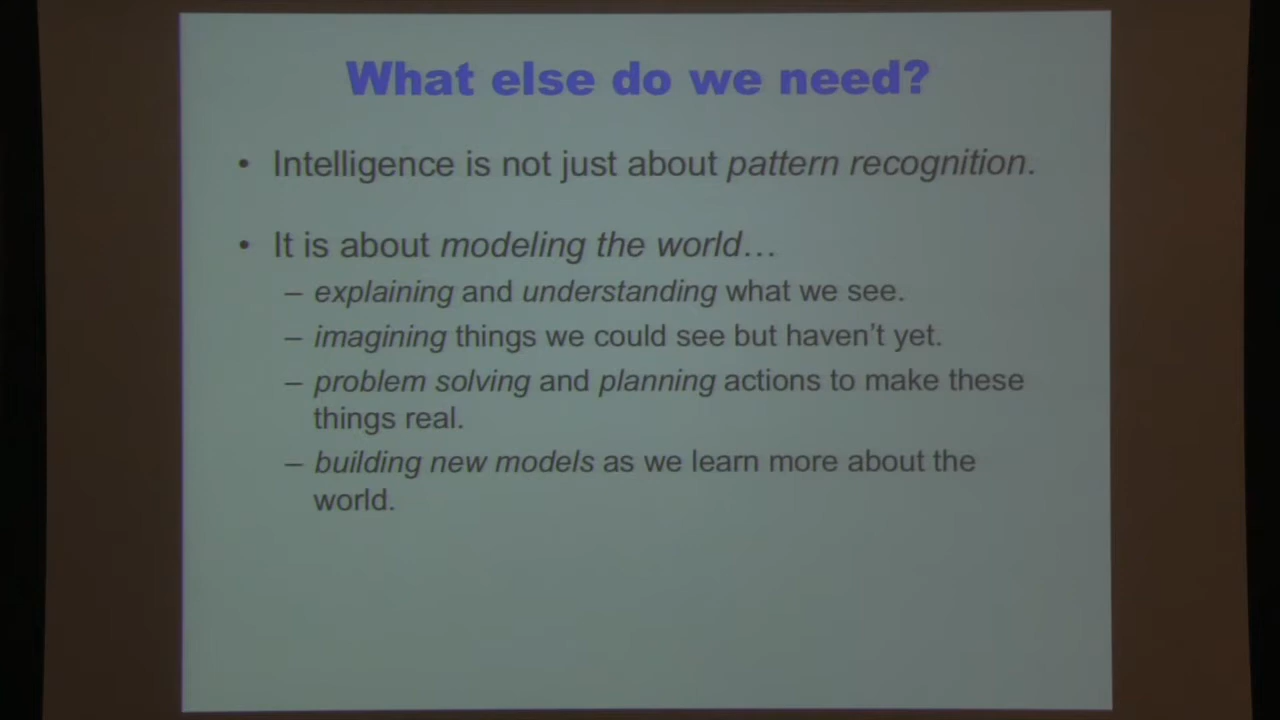 What else do we need?
• Intelligence is not just about pattern recognition.
• It is about modeling the world…
– explaining and understanding what we see.
– imagining things we could see but haven't yet.
– problem solving and planning actions to make these
things real.
– building new models as we learn more about the
world.